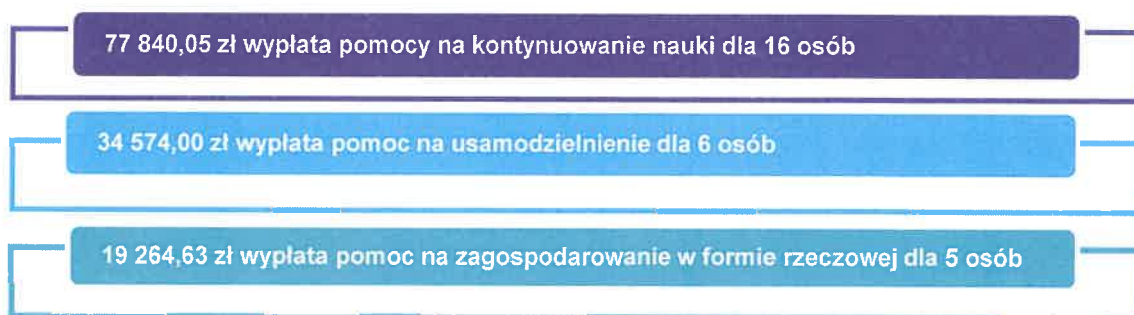 77 840,05 zł wypłata pomocy na kontynuowanie nauki dla 16 osób
34 574,00 zł wypłata pomoc na usamodzielnienie dla 6 osób
19 264,63 zł wypłata pomoc na zagospodarowanie w formie rzeczowej dla 5 osób